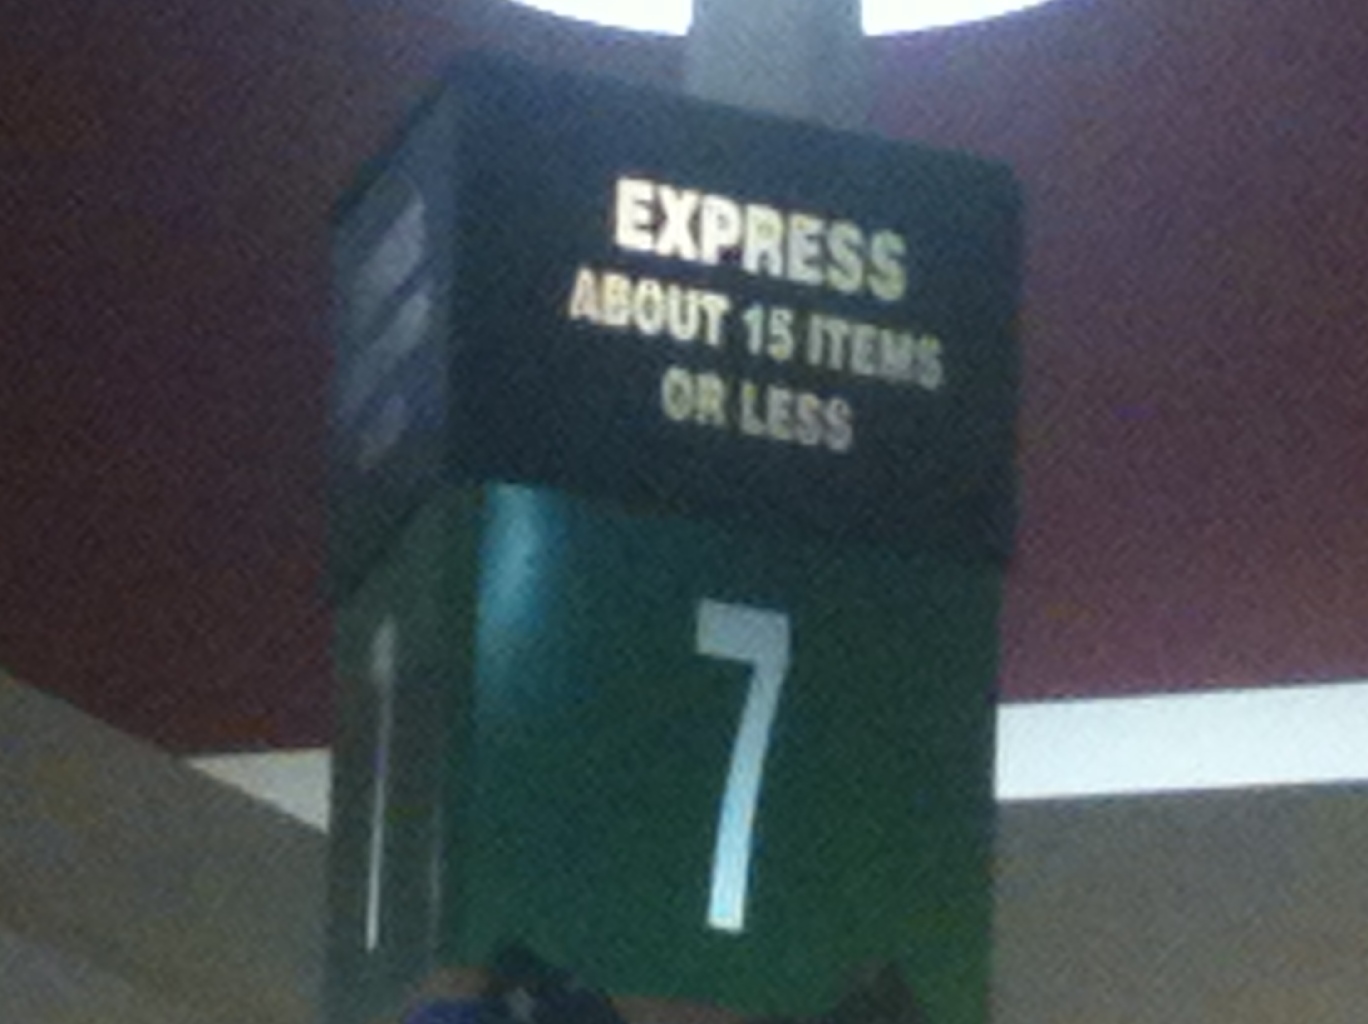 EXPRESS
ABOUT 15 ITEMS
OR LESS
7